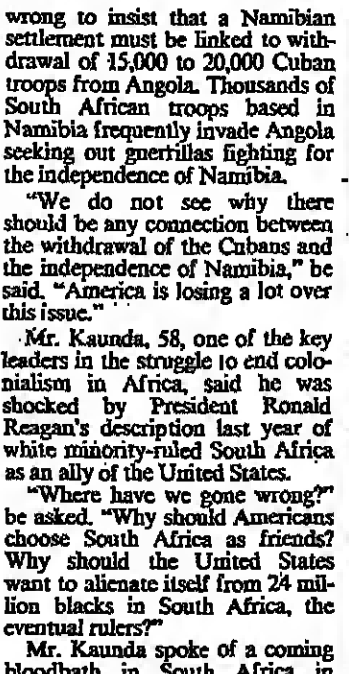 wrong to insist that a Namibian
settlement must be linked to with-
drawal of 15,000 to 20,000 Cuban
troops from Angola. Thousands of
South African troops based in
Namibia frequently invade Angola
seeking out guerrillas fighting for
the independence of Namibia.
"We do not see why there
should be any connection between
the withdrawal of the Cubans and
the independence of Namibia," he
said. "America is losing a lot over
this issue."
Mr. Kaunda, 58, one of the key
leaders in the struggle to end colo-
nialism in Africa, said he was
shocked by President Ronald
Reagan's description last year of
white minority-ruled South Africa
as an ally of the United States.
"Where have we gone wrong?"
he asked. "Why should Americans
choose South Africa as friends?
Why should the United States
want to alienate itself from 24 mil-
lion blacks in South Africa, the
eventual rulers?"
Mr. Kaunda spoke of a coming
bloodbath in South Africa in